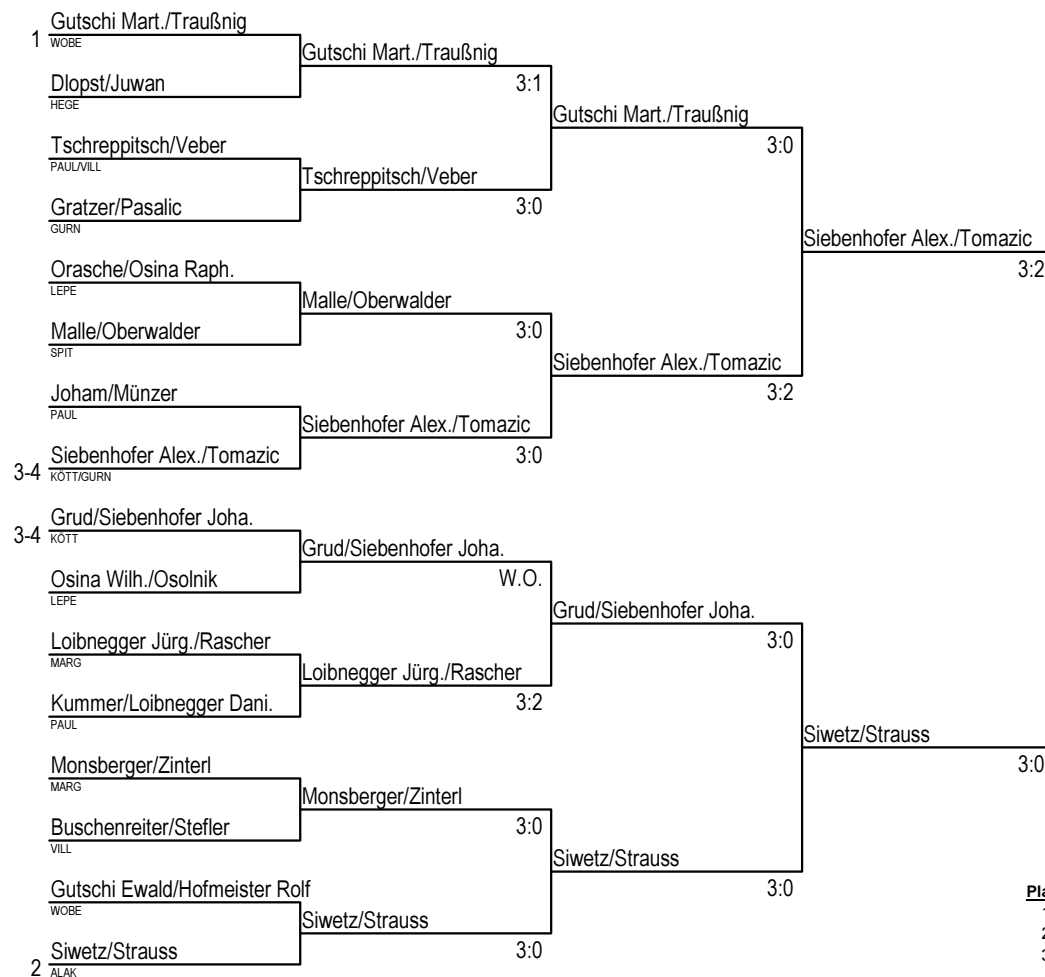 Gutschi Mart./Traußnig
1
WOBE
Gutschi Mart./Traußnig
3:1
Dlopst/Juwan
HEGE
Gutschi Mart./Traußnig
3:0
Tschreppitsch/Veber
PAUL/VILL
Tschreppitsch/Veber
3:0
Gratzer/Pasalic
GURN
Siebenhofer Alex./Tomazic
3:2
Orasche/Osina Raph.
LEPE
Malle/Oberwalder
3:0
Malle/Oberwalder
SPIT
Siebenhofer Alex./Tomazic
3:2
Joham/Münzer
PAUL
Siebenhofer Alex./Tomazic
3:0
Siebenhofer Alex./Tomazic
3-4
KÖTT/GURN
Grud/Siebenhofer Joha.
3-4
KÖTT
Grud/Siebenhofer Joha.
W.O.
Osina Wilh./Osolnik
LEPE
Grud/Siebenhofer Joha.
3:0
Loibnegger Jürg./Rascher
MARG
Loibnegger Jürg./Rascher
3:2
Kummer/Loibnegger Dani.
PAUL
Siwetz/Strauss
3:0
Monsberger/Zinterl
MARG
Monsberger/Zinterl
3:0
Buschenreiter/Stefler
VILL
Siwetz/Strauss
3:0
Gutschi Ewald/Hofmeister Rolf
WOBE
Siwetz/Strauss
3:0
Siwetz/Strauss
2
ALAK